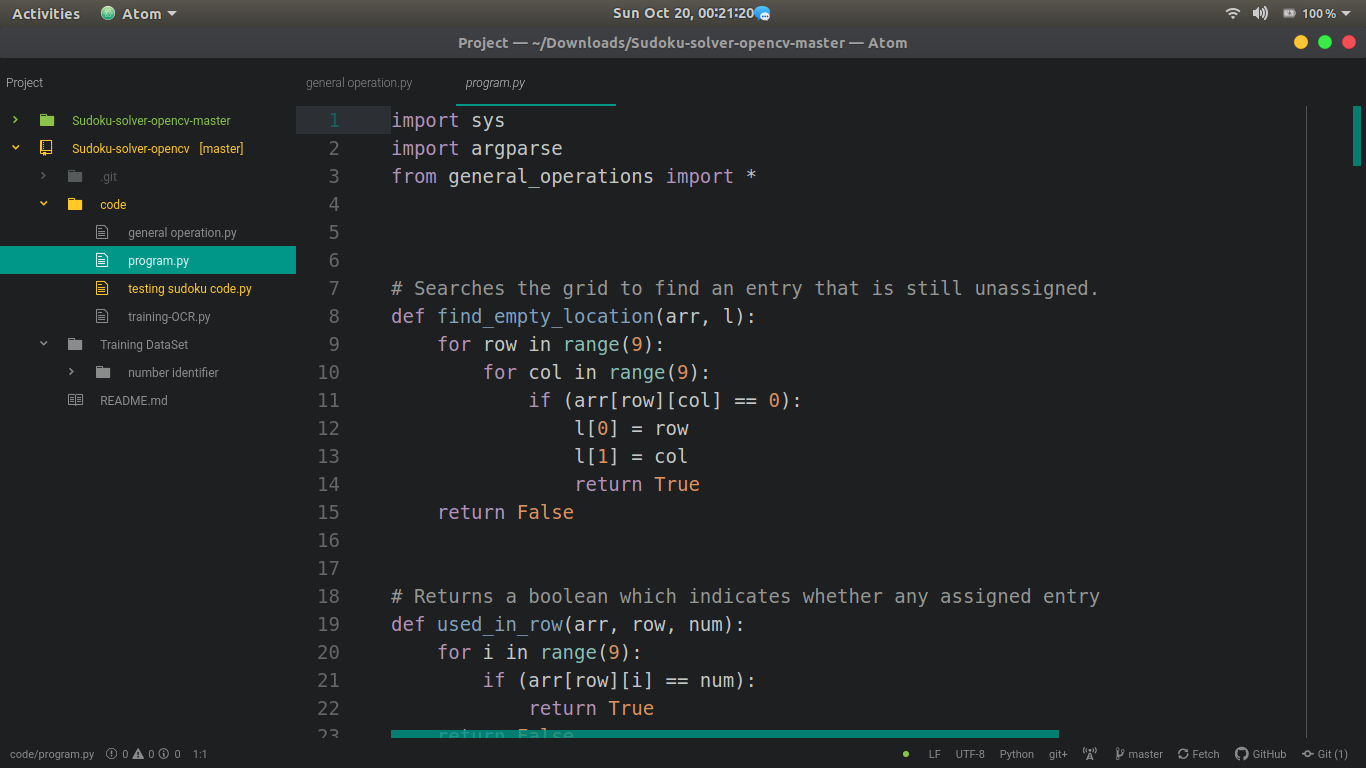 Activities Atom Sun Oct 20, 00:21:20 100 %
Project — ~/Downloads/Sudoku-solver-opencv-master — Atom
Project
general operation.py program.py
Sudoku-solver-opencv-master
Sudoku-solver-opencv [master]
.git
code
general operation.py
program.py
testing sudoku code.py
training-OCR.py
Training DataSet
number identifier
README.md
1 import sys
2 import argparse
3 from general_operations import *
4
5
6
7 # Searches the grid to find an entry that is still unassigned.
8 def find_empty_location(arr, l):
9     for row in range(9):
10         for col in range(9):
11             if (arr[row][col] == 0):
12                 l[0] = row
13                 l[1] = col
14                 return True
15     return False
16
17
18 # Returns a boolean which indicates whether any assigned entry
19 def used_in_row(arr, row, num):
20     for i in range(9):
21         if (arr[row][i] == num):
22             return True
23     return False
code/program.py 0 0 0 1:1 LF UTF-8 Python git+ master Fetch GitHub Git (1)